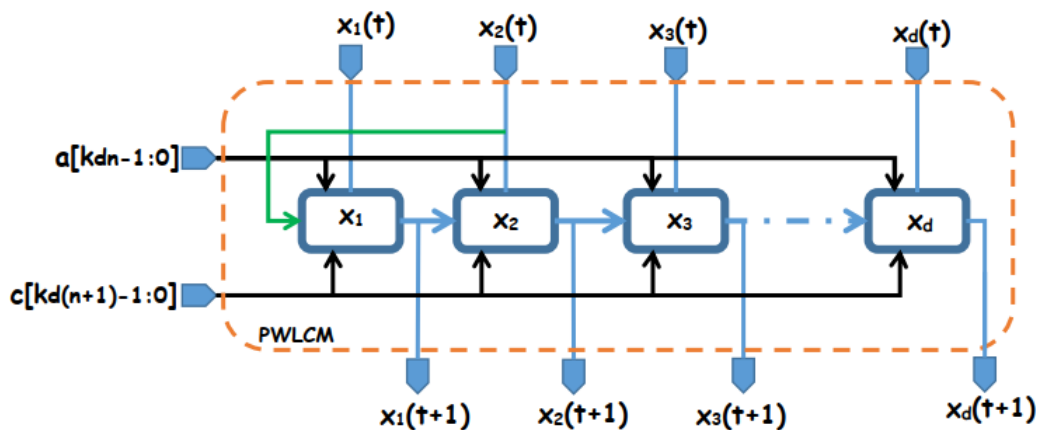 x₁(t) x₂(t) x₃(t) x_d(t)
a[kdn-1:0]
x₁ x₂ x₃ x_d
c[kd(n+1)-1:0]
PWLCM
x₁(t+1) x₂(t+1) x₃(t+1) x_d(t+1)